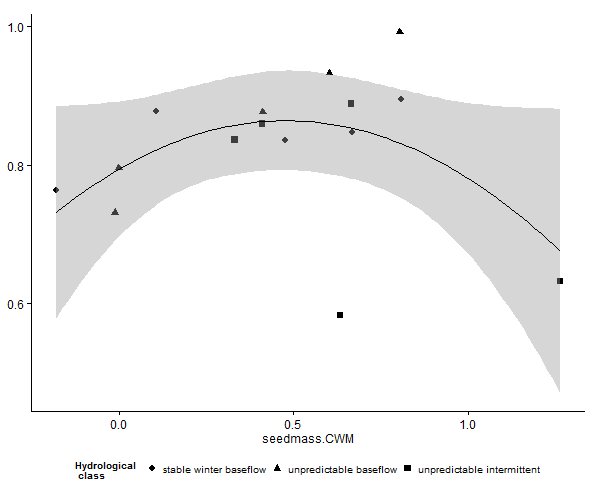 1.0
0.8
0.6
0.0 0.5 1.0
seedmass.CWM
Hydrological
class
stable winter baseflow unpredictable baseflow unpredictable intermittent